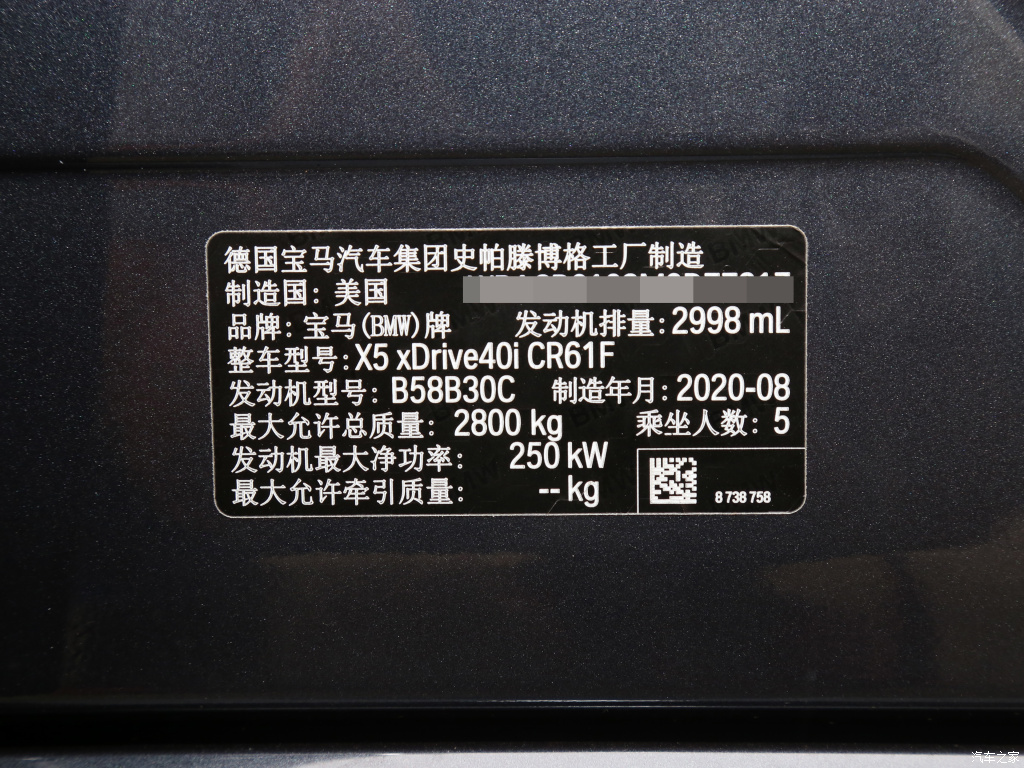 德国宝马汽车集团史帕滕博格工厂制造
制造国：美国
品牌：宝马(BMW)牌 发动机排量：2998 mL
整车型号：X5 xDrive40i CR61F
发动机型号：B58B30C 制造年月：2020-08
最大允许总质量：2800 kg 乘坐人数：5
发动机最大净功率：250 kW
最大允许牵引质量：-- kg
8 738 758
汽车之家